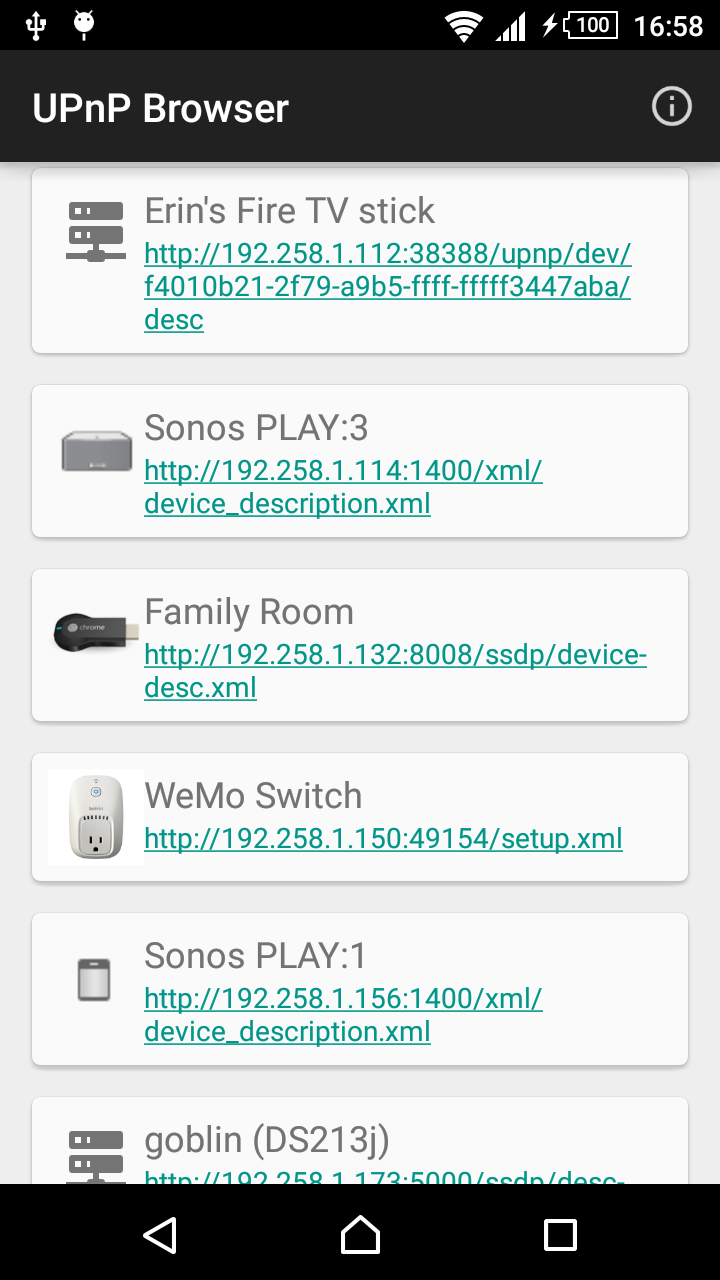 100 16:58
UPnP Browser
Erin's Fire TV stick
http://192.258.1.112:38388/upnp/dev/
f4010b21-2f79-a9b5-ffff-fffff3447aba/
desc
Sonos PLAY:3
http://192.258.1.114:1400/xml/
device_description.xml
chrome
Family Room
http://192.258.1.132:8008/ssdp/device-
desc.xml
WeMo Switch
http://192.258.1.150:49154/setup.xml
Sonos PLAY:1
http://192.258.1.156:1400/xml/
device_description.xml
goblin (DS213j)
http://192.258.1.173:5000/ssdp/desc-